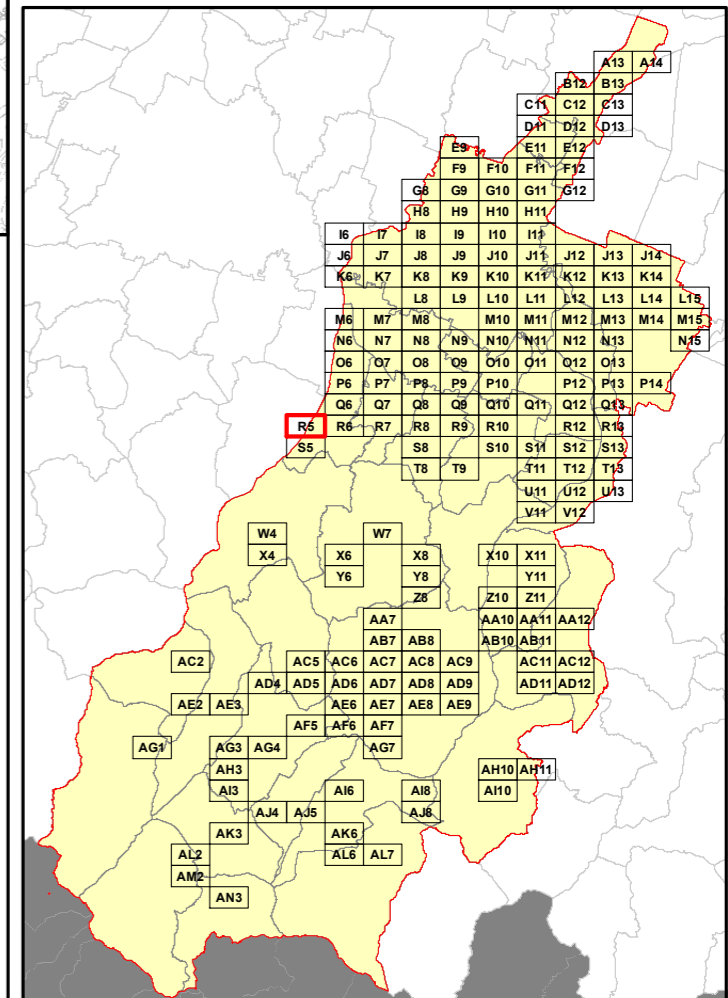 A13 A14
B12 B13
C11 C12 C13
D11 D12 D13
E9 E11 E12
F9 F10 F11 F12
G8 G9 G10 G11 G12
H8 H9 H10 H11
I6 I7 I8 I9 I10 I11
J6 J7 J8 J9 J10 J11 J12 J13 J14
K6 K7 K8 K9 K10 K11 K12 K13 K14
L8 L9 L10 L11 L12 L13 L14 L15
M6 M7 M8 M10 M11 M12 M13 M14 M15
N6 N7 N8 N9 N10 N11 N12 N13 N15
O6 O7 O8 O9 O10 O11 O12 O13
P6 P7 P8 P9 P10 P12 P13 P14
Q6 Q7 Q8 Q9 Q10 Q11 Q12 Q13
R5 R6 R7 R8 R9 R10 R12 R13
S5 S8 S10 S11 S12 S13
T8 T9 T11 T12 T13
U11 U12 U13
V11 V12
W4 W7
X4 X6 X8 X10 X11
Y6 Y8 Y11
Z8 Z10 Z11
AA7 AA10 AA11 AA12
AB7 AB8 AB10 AB11
AC2 AC5 AC6 AC7 AC8 AC9 AC11 AC12
AD4 AD5 AD6 AD7 AD8 AD9 AD11 AD12
AE2 AE3 AE6 AE7 AE8 AE9
AF5 AF6 AF7
AG1 AG3 AG4 AG7
AH3 AH10 AH11
AI3 AI6 AI8 AI10
AJ4 AJ5 AJ8
AK3 AK6
AL2 AL6 AL7
AM2
AN3